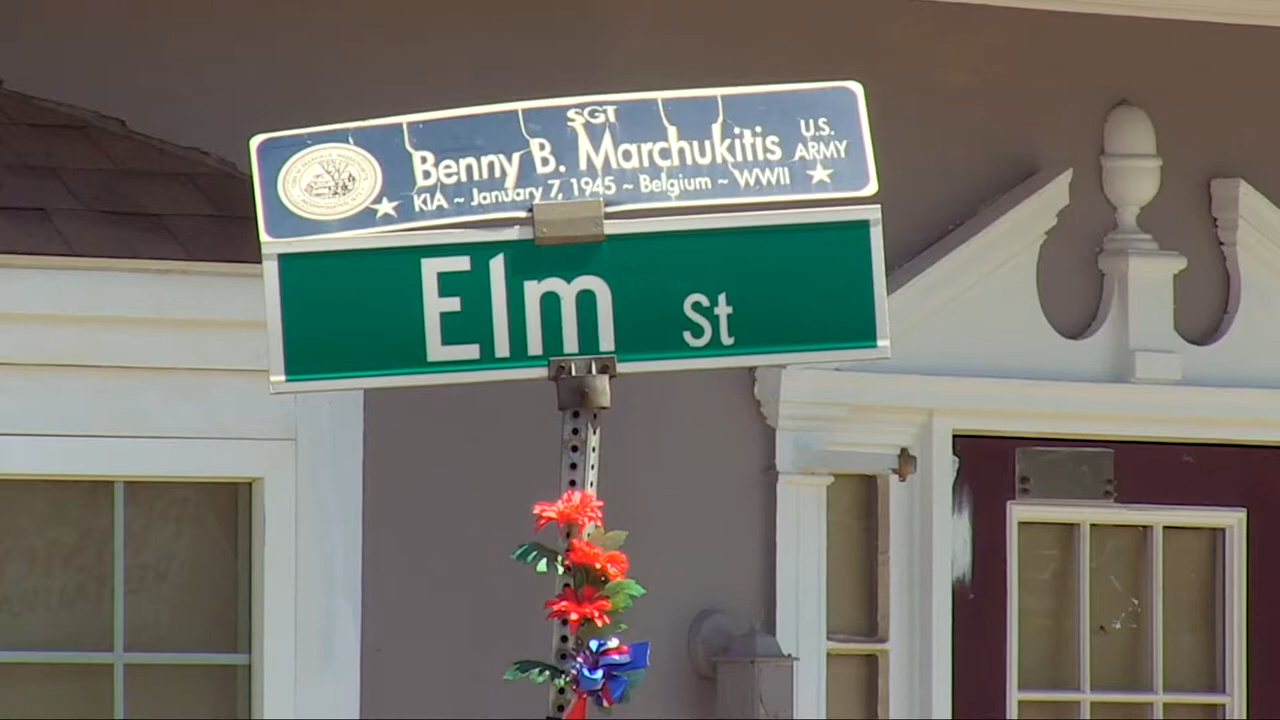 SGT
Benny B. Marchukitis
U.S.
ARMY
KIA ~ January 7, 1945 ~ Belgium ~ WWII
Elm St